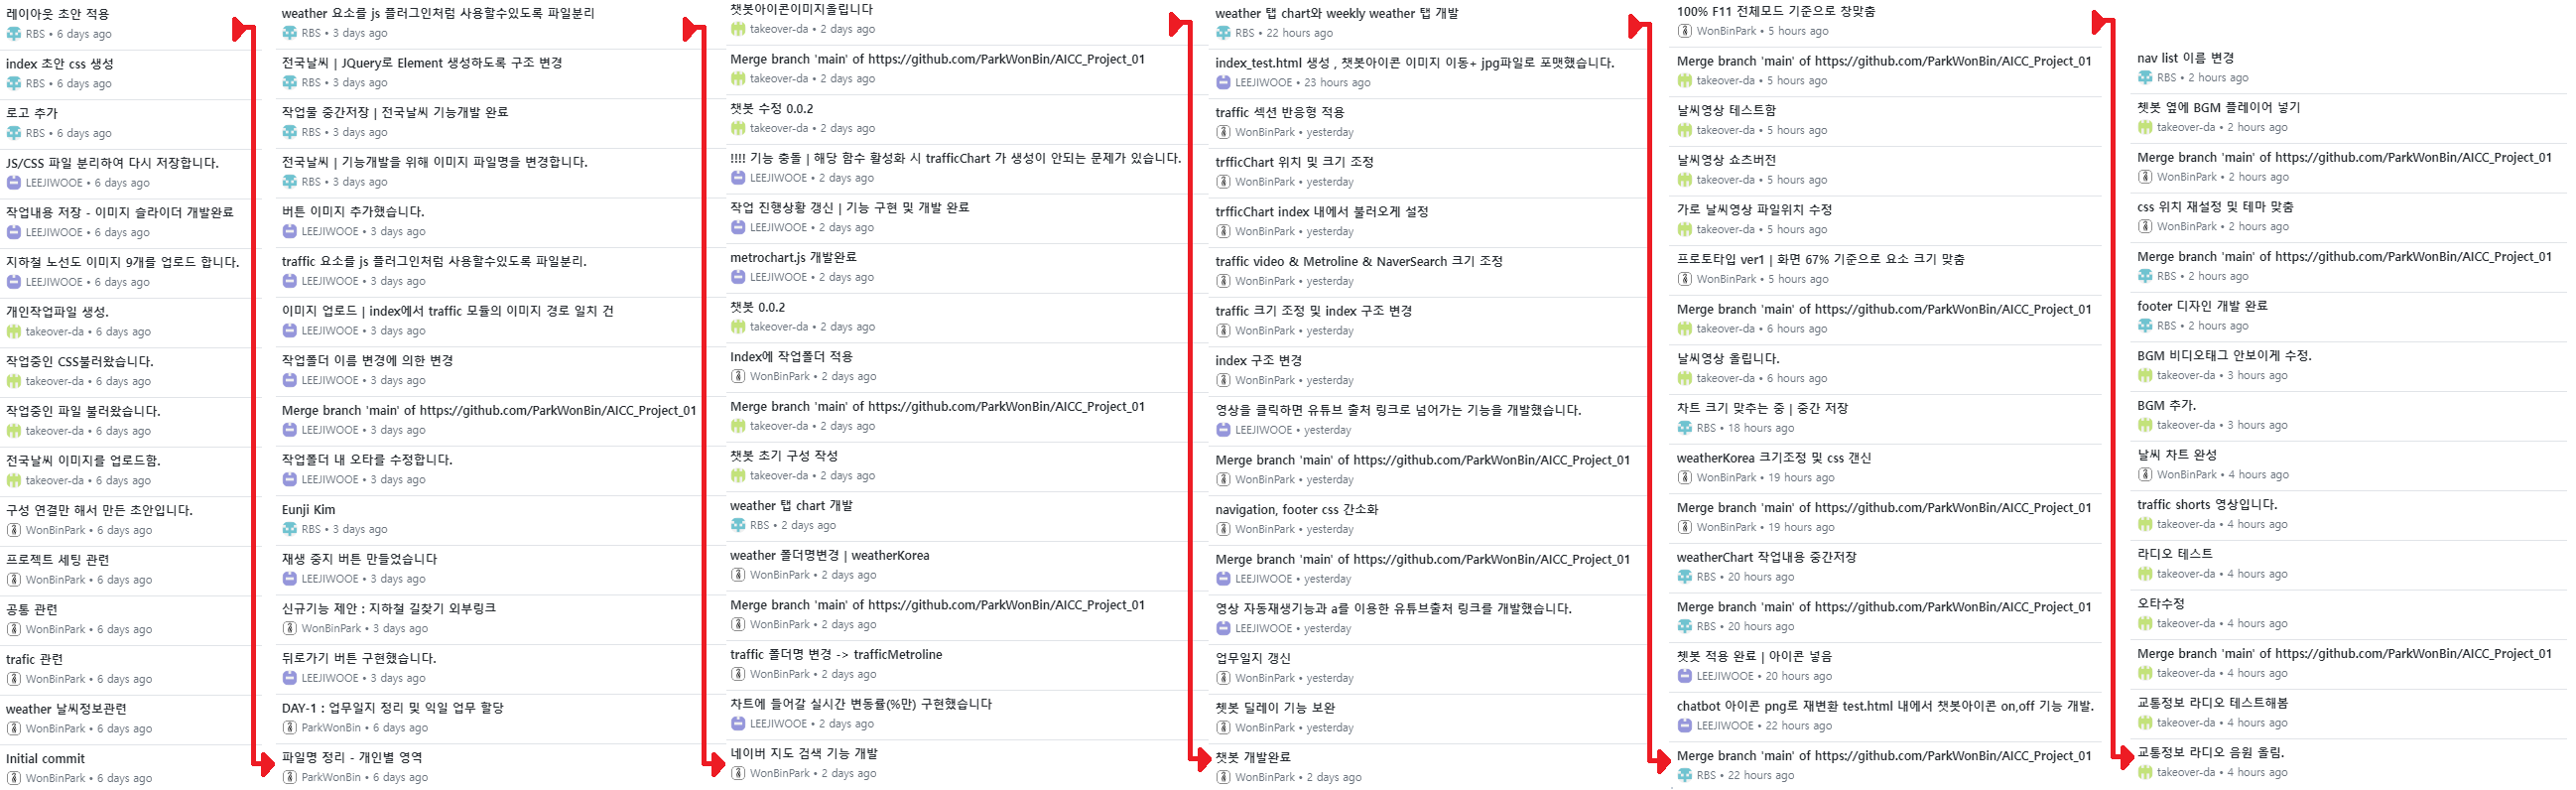 레이아웃 초안 적용
RBS • 6 days ago
index 초안 css 생성
RBS • 6 days ago
로고 추가
RBS • 6 days ago
JS/CSS 파일 분리하여 다시 저장합니다.
LEEJIWOOE • 6 days ago
작업내용 저장 - 이미지 슬라이더 개발완료
LEEJIWOOE • 6 days ago
지하철 노선도 이미지 9개를 업로드 합니다.
LEEJIWOOE • 6 days ago
개인작업파일 생성.
takeover-da • 6 days ago
작업중인 CSS불러왔습니다.
takeover-da • 6 days ago
작업중인 파일 불러왔습니다.
takeover-da • 6 days ago
전국날씨 이미지를 업로드함.
takeover-da • 6 days ago
구성 연결만 해서 만든 초안입니다.
WonBinPark • 6 days ago
프로젝트 세팅 관련
WonBinPark • 6 days ago
공통 관련
WonBinPark • 6 days ago
trafic 관련
WonBinPark • 6 days ago
weather 날씨정보관련
WonBinPark • 6 days ago
Initial commit
WonBinPark • 6 days ago
weather 요소를 js 플러그인처럼 사용할수있도록 파일분리
RBS • 3 days ago
전국날씨 | JQuery로 Element 생성하도록 구조 변경
RBS • 3 days ago
작업물 중간저장 | 전국날씨 기능개발 완료
RBS • 3 days ago
전국날씨 | 기능개발을 위해 이미지 파일명을 변경합니다.
RBS • 3 days ago
버튼 이미지 추가했습니다.
LEEJIWOOE • 3 days ago
traffic 요소를 js 플러그인처럼 사용할수있도록 파일분리.
LEEJIWOOE • 3 days ago
이미지 업로드 | index에서 traffic 모듈의 이미지 경로 일치 건
LEEJIWOOE • 3 days ago
작업폴더 이름 변경에 의한 변경
LEEJIWOOE • 3 days ago
Merge branch 'main' of https://github.com/ParkWonBin/AICC_Project_01
LEEJIWOOE • 3 days ago
작업폴더 내 오타를 수정합니다.
LEEJIWOOE • 3 days ago
Eunji Kim
RBS • 3 days ago
재생 중지 버튼 만들었습니다
LEEJIWOOE • 3 days ago
신규기능 제안 : 지하철 길찾기 외부링크
WonBinPark • 3 days ago
뒤로가기 버튼 구현했습니다.
LEEJIWOOE • 3 days ago
DAY-1 : 업무일지 정리 및 익일 업무 할당
ParkWonBin • 6 days ago
파일명 정리 - 개인별 영역
ParkWonBin • 6 days ago
챗봇아이콘이미지올립니다
takeover-da • 2 days ago
Merge branch 'main' of https://github.com/ParkWonBin/AICC_Project_01
takeover-da • 2 days ago
챗봇 수정 0.0.2
takeover-da • 2 days ago
!!!! 기능 충돌 | 해당 함수 활성화 시 trafficChart 가 생성이 안되는 문제가 있습니다.
LEEJIWOOE • 2 days ago
작업 진행상황 갱신 | 기능 구현 및 개발 완료
LEEJIWOOE • 2 days ago
metrochart.js 개발완료
LEEJIWOOE • 2 days ago
챗봇 0.0.2
takeover-da • 2 days ago
Index에 작업폴더 적용
WonBinPark • 2 days ago
Merge branch 'main' of https://github.com/ParkWonBin/AICC_Project_01
takeover-da • 2 days ago
챗봇 초기 구성 작성
takeover-da • 2 days ago
weather 탭 chart 개발
RBS • 2 days ago
weather 폴더명변경 | weatherKorea
WonBinPark • 2 days ago
Merge branch 'main' of https://github.com/ParkWonBin/AICC_Project_01
WonBinPark • 2 days ago
traffic 폴더명 변경 -> trafficMetroline
WonBinPark • 2 days ago
차트에 들어갈 실시간 변동률(%만) 구현했습니다
LEEJIWOOE • 2 days ago
네이버 지도 검색 기능 개발
WonBinPark • 2 days ago
weather 탭 chart와 weekly weather 탭 개발
RBS • 22 hours ago
index_test.html 생성 , 챗봇아이콘 이미지 이동+ jpg파일로 포맷했습니다.
LEEJIWOOE • 23 hours ago
traffic 섹션 반응형 적용
WonBinPark • yesterday
trfficChart 위치 및 크기 조정
WonBinPark • yesterday
trfficChart index 내에서 불러오게 설정
WonBinPark • yesterday
traffic video & Metroline & NaverSearch 크기 조정
WonBinPark • yesterday
traffic 크기 조정 및 index 구조 변경
WonBinPark • yesterday
index 구조 변경
WonBinPark • yesterday
영상을 클릭하면 유튜브 출처 링크로 넘어가는 기능을 개발했습니다.
LEEJIWOOE • yesterday
Merge branch 'main' of https://github.com/ParkWonBin/AICC_Project_01
WonBinPark • yesterday
navigation, footer css 간소화
WonBinPark • yesterday
Merge branch 'main' of https://github.com/ParkWonBin/AICC_Project_01
LEEJIWOOE • yesterday
영상 자동재생기능과 a를 이용한 유튜브출처 링크를 개발했습니다.
LEEJIWOOE • yesterday
업무일지 갱신
WonBinPark • yesterday
쳇봇 딜레이 기능 보완
WonBinPark • yesterday
챗봇 개발완료
WonBinPark • 2 days ago
100% F11 전체모드 기준으로 창맞춤
WonBinPark • 5 hours ago
Merge branch 'main' of https://github.com/ParkWonBin/AICC_Project_01
takeover-da • 5 hours ago
날씨영상 테스트함
takeover-da • 5 hours ago
날씨영상 쇼츠버전
takeover-da • 5 hours ago
가로 날씨영상 파일위치 수정
takeover-da • 5 hours ago
프로토타입 ver1 | 화면 67% 기준으로 요소 크기 맞춤
WonBinPark • 5 hours ago
Merge branch 'main' of https://github.com/ParkWonBin/AICC_Project_01
takeover-da • 6 hours ago
날씨영상 올립니다.
takeover-da • 6 hours ago
차트 크기 맞추는 중 | 중간 저장
RBS • 18 hours ago
weatherKorea 크기조정 및 css 갠신
WonBinPark • 19 hours ago
Merge branch 'main' of https://github.com/ParkWonBin/AICC_Project_01
WonBinPark • 19 hours ago
weatherChart 작업내용 중간저장
RBS • 20 hours ago
Merge branch 'main' of https://github.com/ParkWonBin/AICC_Project_01
RBS • 20 hours ago
쳇봇 적용 완료 | 아이콘 넣음
LEEJIWOOE • 20 hours ago
chatbot 아이콘 png로 재변환 test.html 내에서 챗봇아이콘 on,off 기능 개발.
LEEJIWOOE • 22 hours ago
Merge branch 'main' of https://github.com/ParkWonBin/AICC_Project_01
RBS • 22 hours ago
nav list 이름 변경
RBS • 2 hours ago
쳇봇 옆에 BGM 플레이어 넣기
takeover-da • 2 hours ago
Merge branch 'main' of https://github.com/ParkWonBin/AICC_Project_01
WonBinPark • 2 hours ago
css 위치 재설정 및 테마 맞춤
WonBinPark • 2 hours ago
Merge branch 'main' of https://github.com/ParkWonBin/AICC_Project_01
RBS • 2 hours ago
footer 디자인 개발 완료
RBS • 2 hours ago
BGM 비디오태그 안보이게 수정.
takeover-da • 3 hours ago
BGM 추가.
takeover-da • 3 hours ago
날씨 차트 완성
WonBinPark • 4 hours ago
traffic shorts 영상입니다.
takeover-da • 4 hours ago
라디오 테스트
takeover-da • 4 hours ago
오타수정
takeover-da • 4 hours ago
Merge branch 'main' of https://github.com/ParkWonBin/AICC_Project_01
takeover-da • 4 hours ago
교통정보 라디오 테스트해봄
takeover-da • 4 hours ago
교통정보 라디오 음원 올림.
takeover-da • 4 hours ago